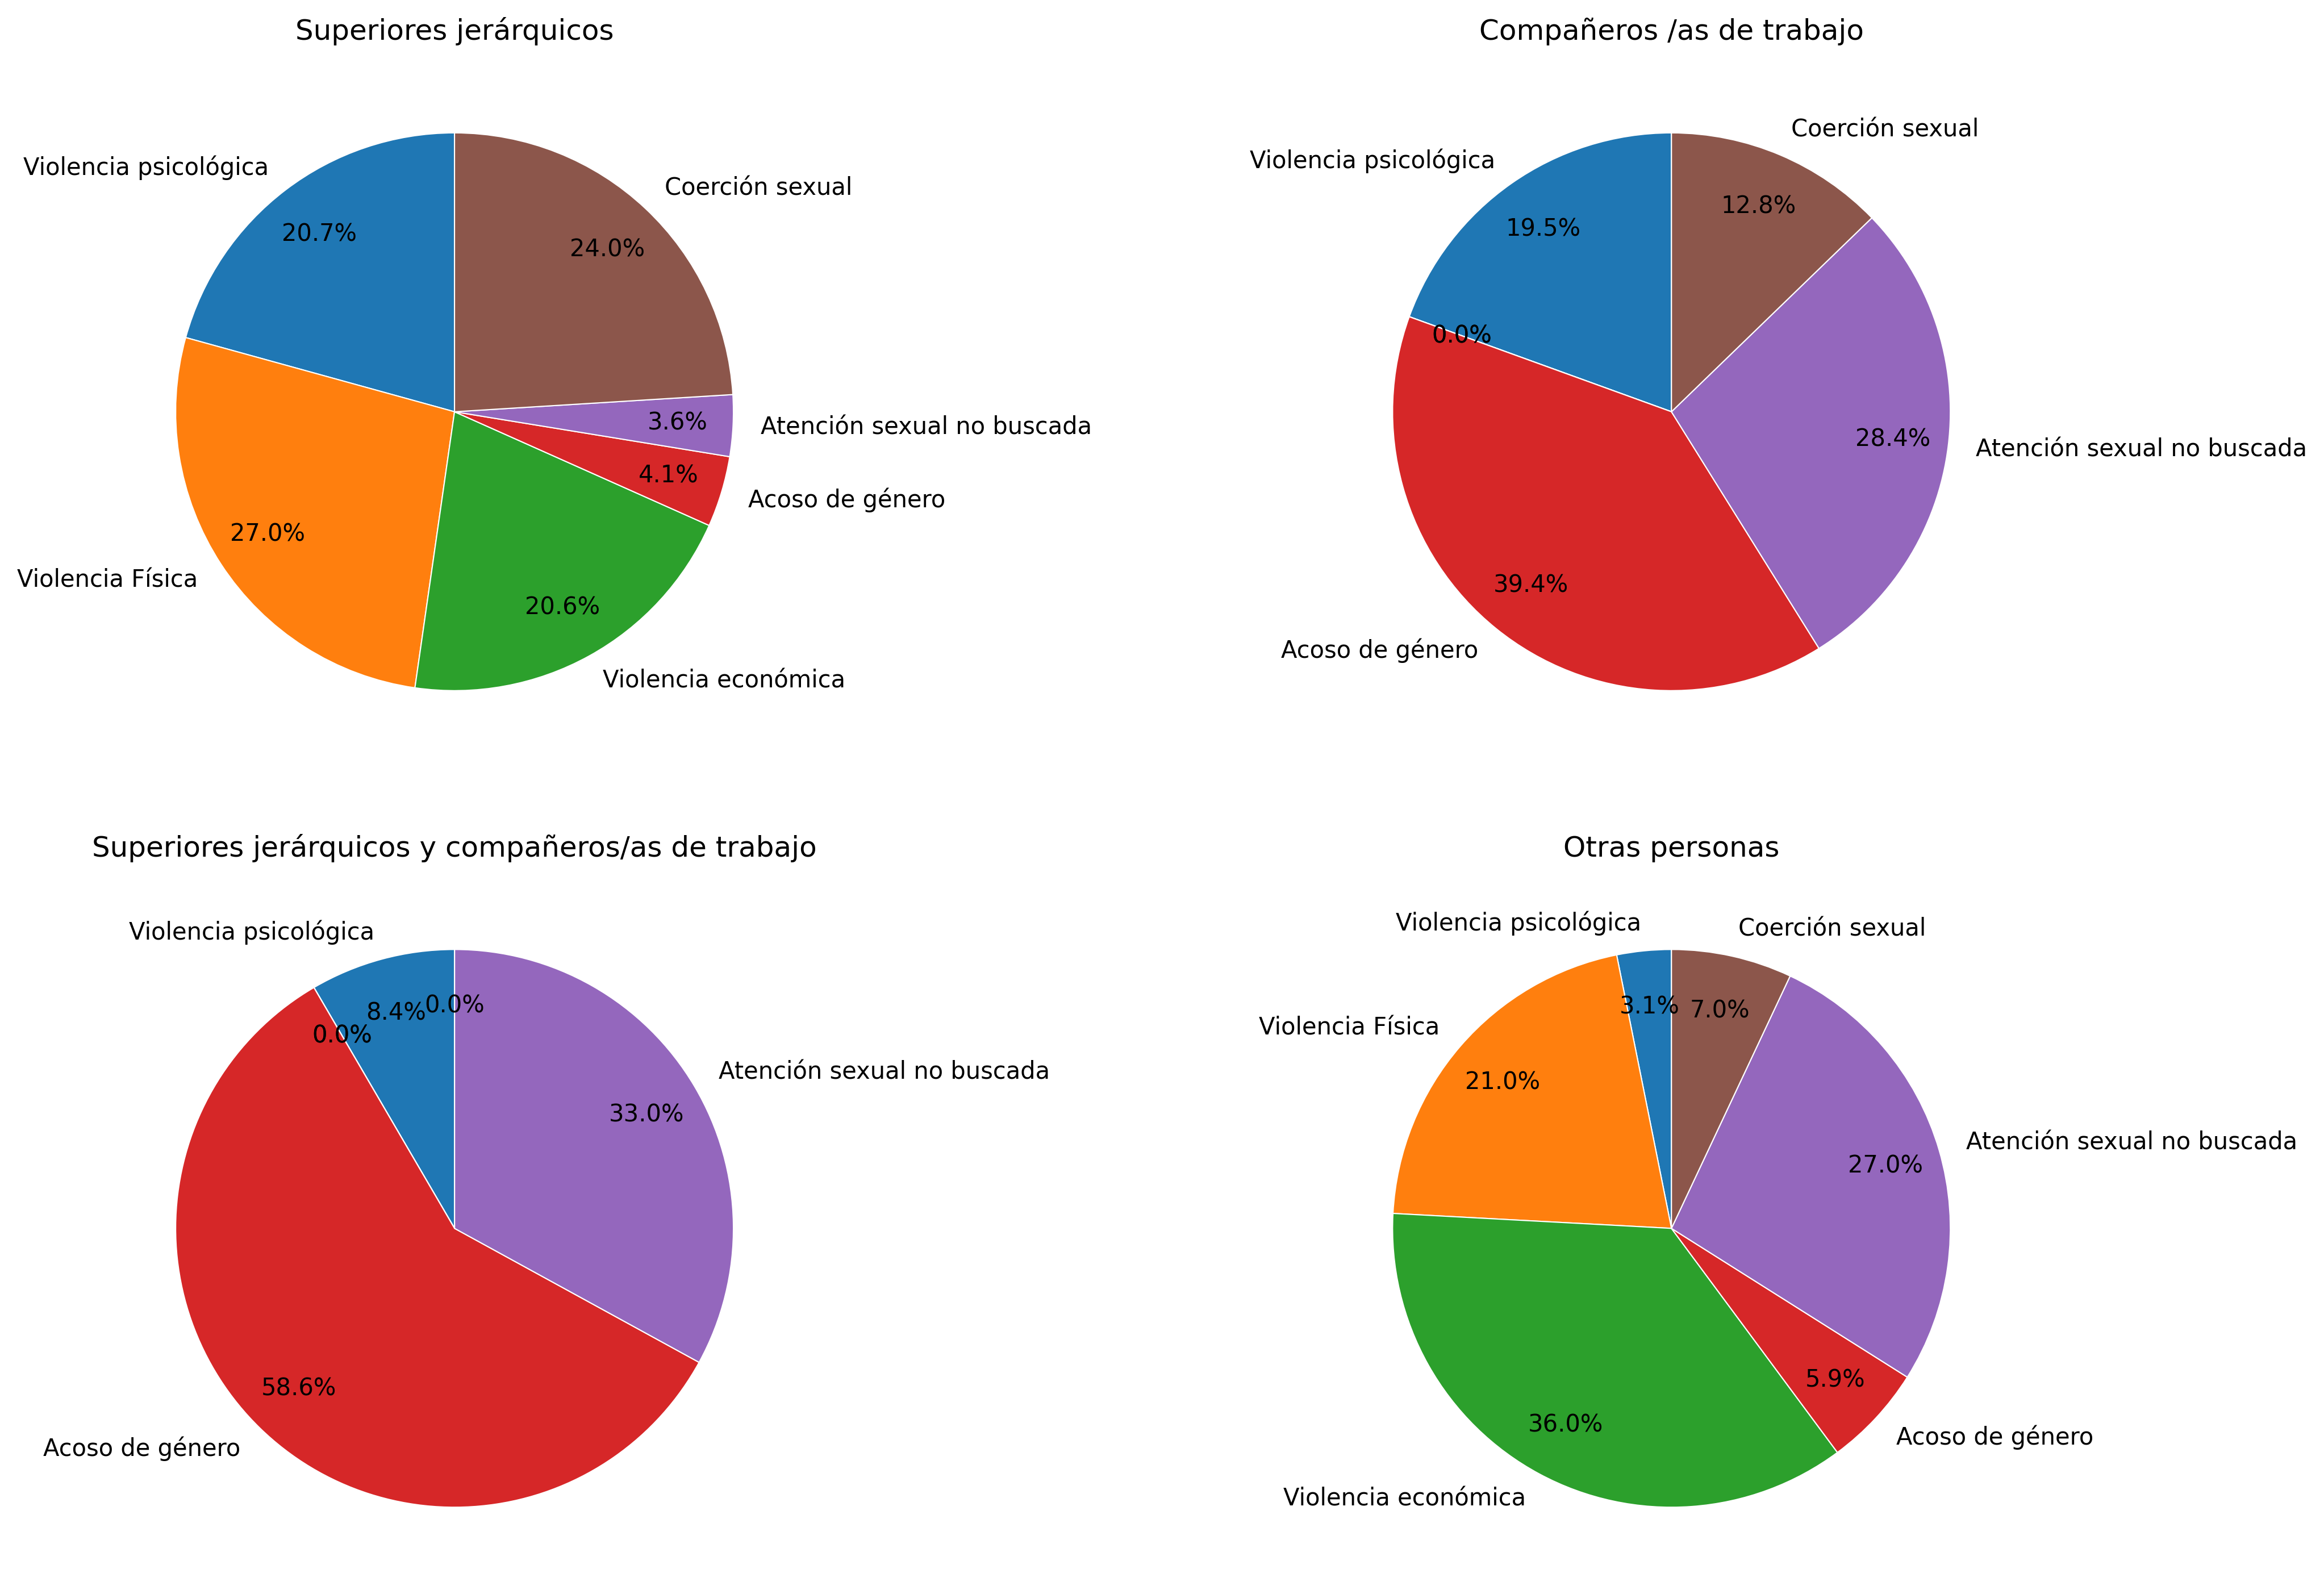 Superiores jerárquicos
Violencia psicológica
20.7%
Violencia Física
27.0%
Violencia económica
20.6%
Acoso de género
4.1%
Atención sexual no buscada
3.6%
Coerción sexual
24.0%
Compañeros /as de trabajo
Violencia psicológica
19.5%
0.0%
Acoso de género
39.4%
Atención sexual no buscada
28.4%
Coerción sexual
12.8%
Superiores jerárquicos y compañeros/as de trabajo
Violencia psicológica
8.4%
0.0%
0.0%
Acoso de género
58.6%
Atención sexual no buscada
33.0%
Otras personas
Violencia psicológica
3.1%
Violencia Física
21.0%
Violencia económica
36.0%
Acoso de género
5.9%
Atención sexual no buscada
27.0%
Coerción sexual
7.0%